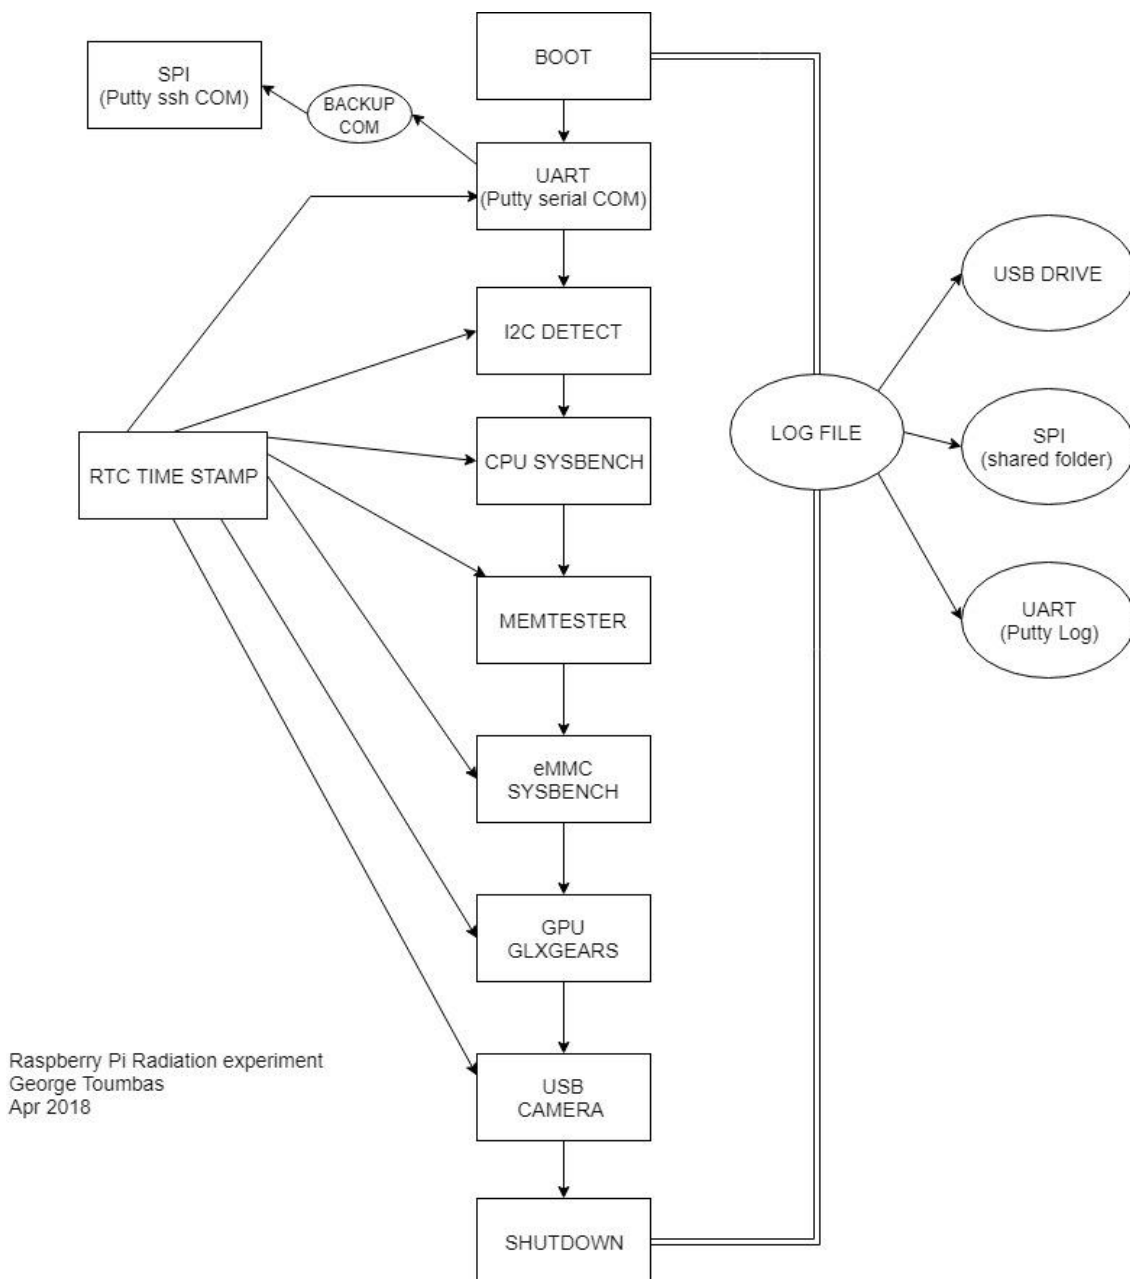 BOOT
SPI
(Putty ssh COM)
BACKUP
COM
UART
(Putty serial COM)
USB DRIVE
I2C DETECT
LOG FILE
SPI
(shared folder)
CPU SYSBENCH
RTC TIME STAMP
MEMTESTER
UART
(Putty Log)
eMMC
SYSBENCH
GPU
GLXGEARS
Raspberry Pi Radiation experiment
George Toumbas
Apr 2018
USB
CAMERA
SHUTDOWN